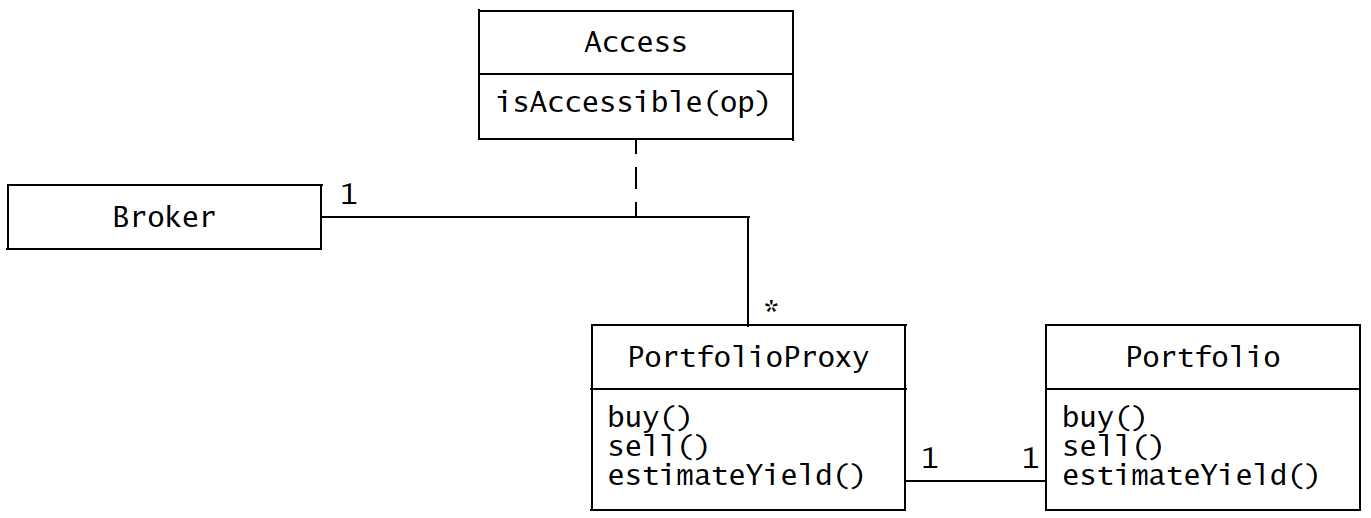 Access
isAccessible(op)
Broker
1
*
PortfolioProxy
buy()
sell()
estimateYield()
1
1
Portfolio
buy()
sell()
estimateYield()